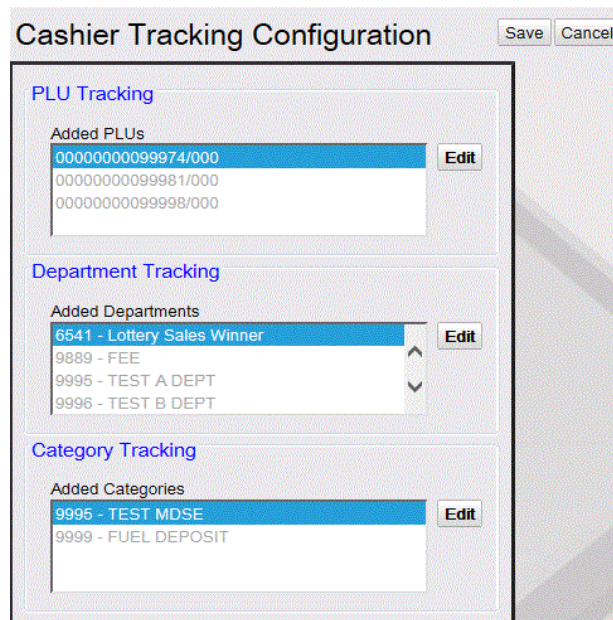 Cashier Tracking Configuration
Save Cancel
PLU Tracking
Added PLUs
00000000099974/000
Edit
00000000099981/000
00000000099998/000
Department Tracking
Added Departments
6541 - Lottery Sales Winner
Edit
9889 - FEE
9995 - TEST A DEPT
9996 - TEST B DEPT
Category Tracking
Added Categories
9995 - TEST MDSE
Edit
9999 - FUEL DEPOSIT